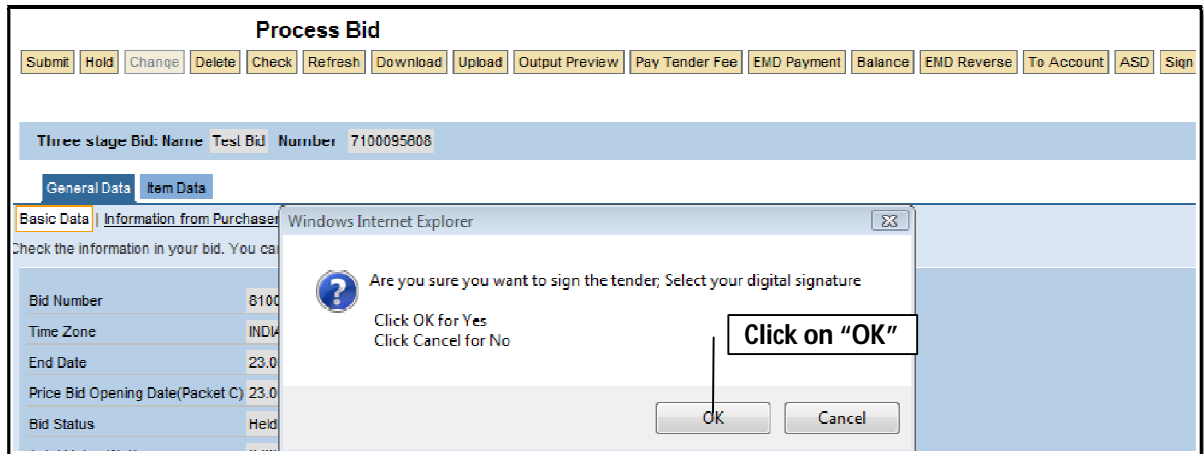 Process Bid
Submit Hold Change Delete Check Refresh Download Upload Output Preview Pay Tender Fee EMD Payment Balance EMD Reverse To Account ASD Sign
Three stage Bid: Name Test Bid Number 7100095808
General Data Item Data
Basic Data | Information from Purchaser
Check the information in your bid. You can
Windows Internet Explorer
Are you sure you want to sign the tender; Select your digital signature
Click OK for Yes
Click Cancel for No
Click on “OK”
OK Cancel
Bid Number 8100
Time Zone INDIA
End Date 23.0
Price Bid Opening Date(Packet C) 23.0
Bid Status Held